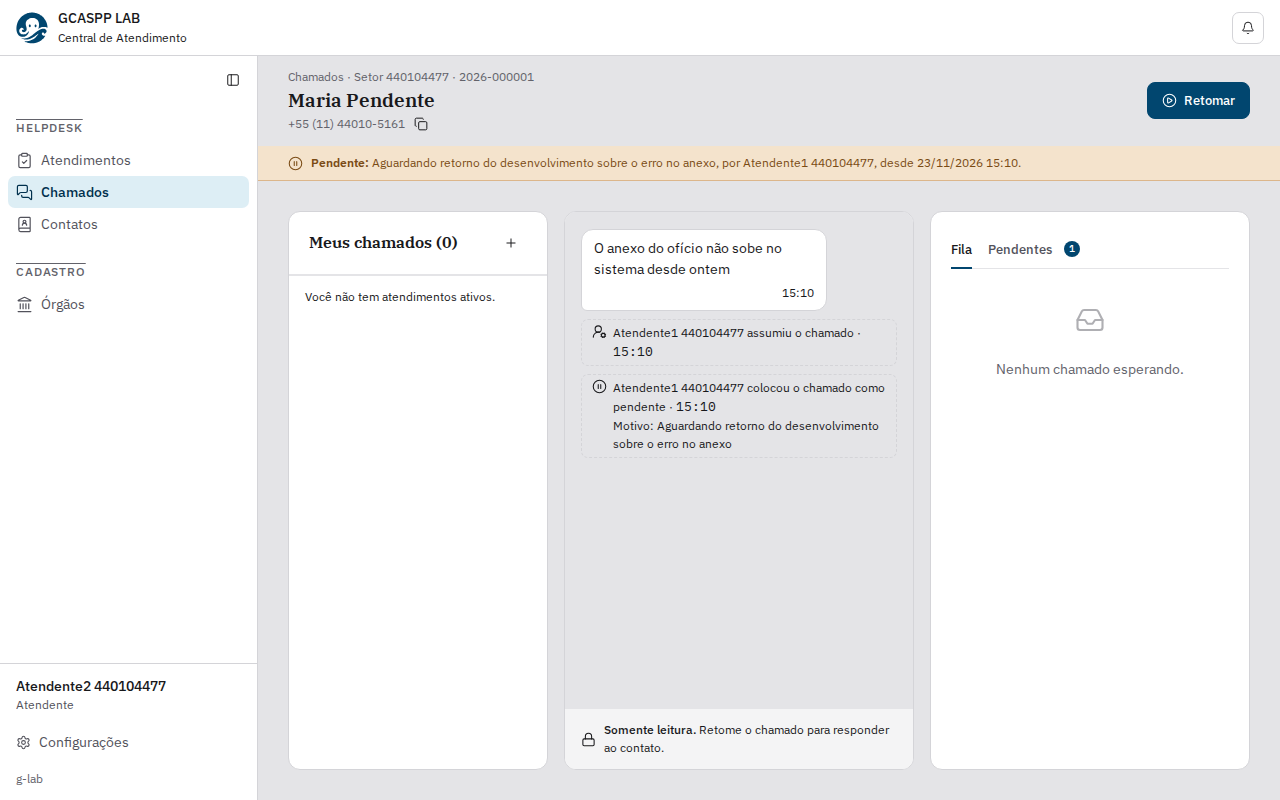 GCASPP LAB
Central de Atendimento
HELPDESK
Atendimentos
Chamados
Contatos
CADASTRO
Órgãos
Atendente2 440104477
Atendente
Configurações
g-lab
Chamados · Setor 440104477 · 2026-000001
Maria Pendente
+55 (11) 44010-5161
Retomar
Pendente: Aguardando retorno do desenvolvimento sobre o erro no anexo, por Atendente1 440104477, desde 23/11/2026 15:10.
Meus chamados (0)
Você não tem atendimentos ativos.
O anexo do ofício não sobe no
sistema desde ontem
15:10
Atendente1 440104477 assumiu o chamado ·
15:10
Atendente1 440104477 colocou o chamado como
pendente · 15:10
Motivo: Aguardando retorno do desenvolvimento
sobre o erro no anexo
Somente leitura. Retome o chamado para responder
ao contato.
Fila
Pendentes 1
Nenhum chamado esperando.